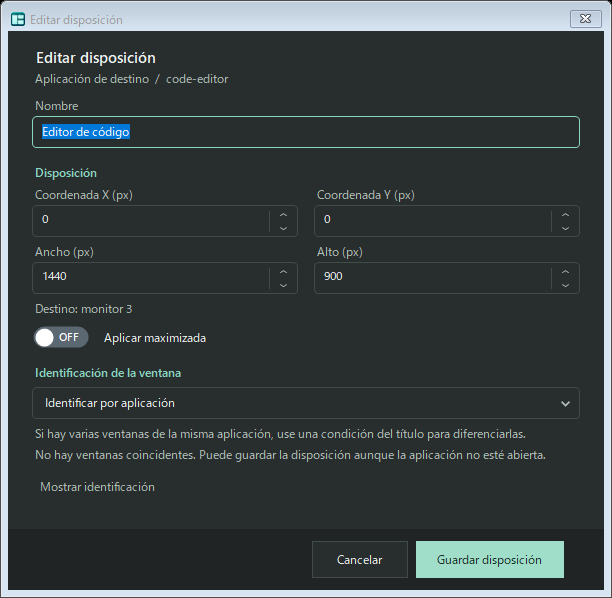 Editar disposición
Editar disposición
Aplicación de destino / code-editor
Nombre
Editor de código
Disposición
Coordenada X (px)
Coordenada Y (px)
0
0
Ancho (px)
Alto (px)
1440
900
Destino: monitor 3
OFF
Aplicar maximizada
Identificación de la ventana
Identificar por aplicación
Si hay varias ventanas de la misma aplicación, use una condición del título para diferenciarlas.
No hay ventanas coincidentes. Puede guardar la disposición aunque la aplicación no esté abierta.
Mostrar identificación
Cancelar
Guardar disposición